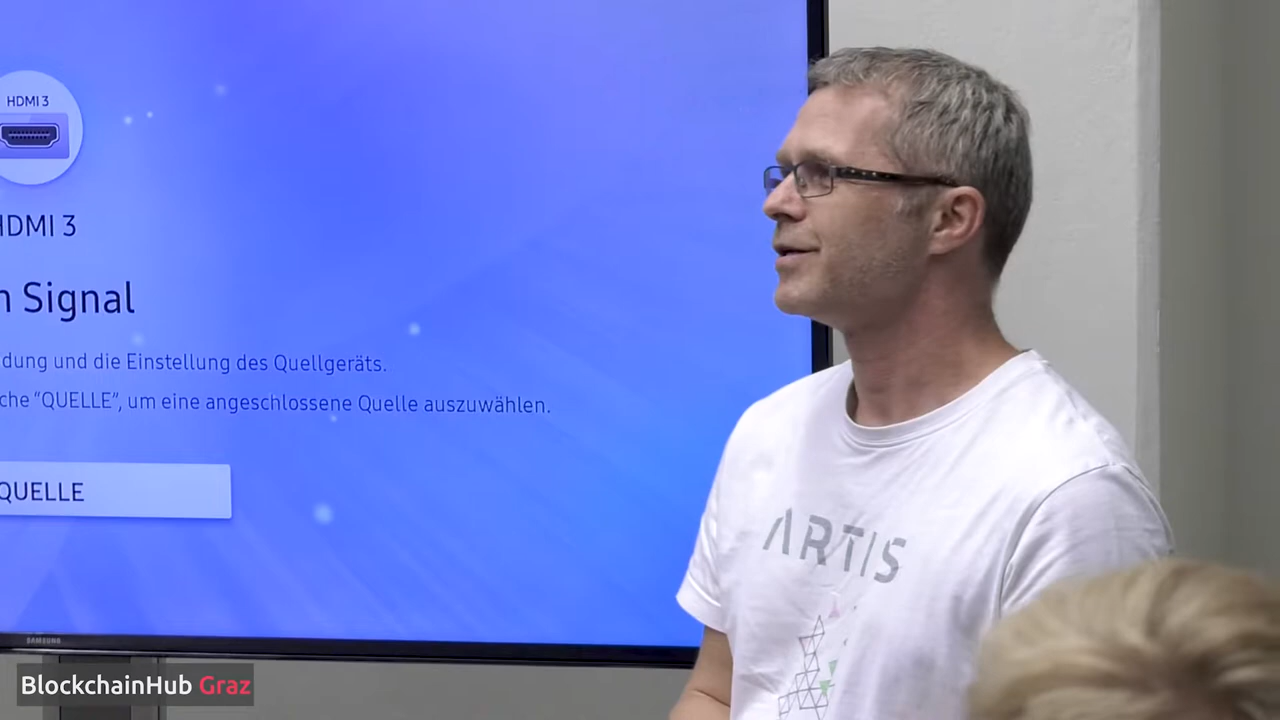 HDMI 3
HDMI 3
n Signal
dung und die Einstellung des Quellgeräts.
che "QUELLE", um eine angeschlossene Quelle auszuwählen.
QUELLE
ARTIS
SAMSUNG
BlockchainHub Graz